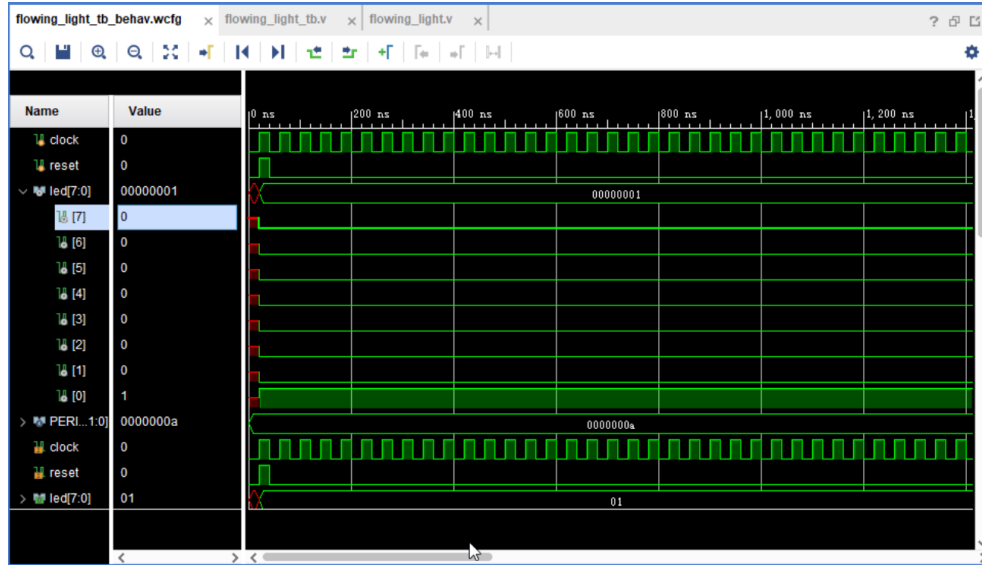 flowing_light_tb_behav.wcfg × flowing_light_tb.v × flowing_light.v × ?
Name Value 0 ns 200 ns 400 ns 600 ns 800 ns 1,000 ns 1,200 ns
clock 0
reset 0
led[7:0] 00000001 00000001
[7] 0
[6] 0
[5] 0
[4] 0
[3] 0
[2] 0
[1] 0
[0] 1
PERI...1:0] 0000000a 0000000a
clock 0
reset 0
led[7:0] 01 01